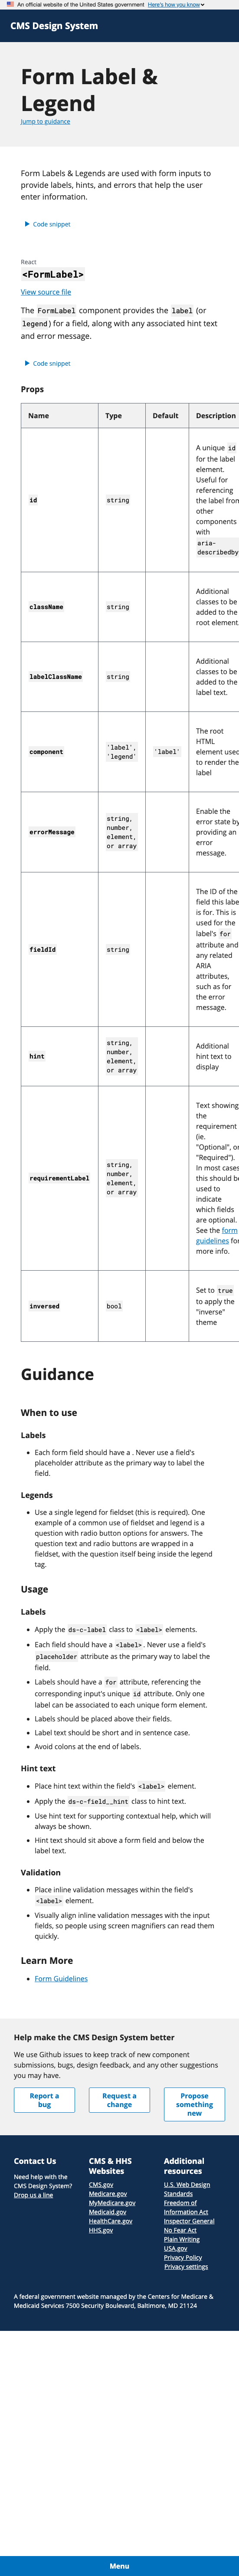 An official website of the United States government Here's how you know
CMS Design System
Form Label &
Legend
Jump to guidance
Form Labels & Legends are used with form inputs to
provide labels, hints, and errors that help the user
enter information.
Code snippet
React
<FormLabel>
View source file
The FormLabel component provides the label (or
legend) for a field, along with any associated hint text
and error message.
Code snippet
Props
Name Type Default Description
id string
A unique id
for the label
element.
Useful for
referencing
the label from
other
components
with
aria-
describedby
className string
Additional
classes to be
added to the
root element.
labelClassName string
Additional
classes to be
added to the
label text.
component
'label',
'legend'
'label'
The root
HTML
element used
to render the
label
errorMessage
string,
number,
element,
or array
Enable the
error state by
providing an
error
message.
fieldId string
The ID of the
field this label
is for. This is
used for the
label's for
attribute and
any related
ARIA
attributes,
such as for
the error
message.
hint
string,
number,
element,
or array
Additional
hint text to
display
requirementLabel
string,
number,
element,
or array
Text showing
the
requirement
(ie.
"Optional", or
"Required").
In most cases,
this should be
used to
indicate
which fields
are optional.
See the form
guidelines for
more info.
inversed bool
Set to true
to apply the
"inverse"
theme
Guidance
When to use
Labels
Each form field should have a . Never use a field's
placeholder attribute as the primary way to label the
field.
Legends
Use a single legend for fieldset (this is required). One
example of a common use of fieldset and legend is a
question with radio button options for answers. The
question text and radio buttons are wrapped in a
fieldset, with the question itself being inside the legend
tag.
Usage
Labels
Apply the ds-c-label class to <label> elements.
Each field should have a <label>. Never use a field's
placeholder attribute as the primary way to label the
field.
Labels should have a for attribute, referencing the
corresponding input's unique id attribute. Only one
label can be associated to each unique form element.
Labels should be placed above their fields.
Label text should be short and in sentence case.
Avoid colons at the end of labels.
Hint text
Place hint text within the field's <label> element.
Apply the ds-c-field__hint class to hint text.
Use hint text for supporting contextual help, which will
always be shown.
Hint text should sit above a form field and below the
label text.
Validation
Place inline validation messages within the field's
<label> element.
Visually align inline validation messages with the input
fields, so people using screen magnifiers can read them
quickly.
Learn More
Form Guidelines
Help make the CMS Design System better
We use Github issues to keep track of new component
submissions, bugs, design feedback, and any other suggestions
you may have.
Report a
bug
Request a
change
Propose
something
new
Contact Us
Need help with the
CMS Design System?
Drop us a line
CMS & HHS
Websites
CMS.gov
Medicare.gov
MyMedicare.gov
Medicaid.gov
HealthCare.gov
HHS.gov
Additional
resources
U.S. Web Design
Standards
Freedom of
Information Act
Inspector General
No Fear Act
Plain Writing
USA.gov
Privacy Policy
Privacy settings
A federal government website managed by the Centers for Medicare &
Medicaid Services 7500 Security Boulevard, Baltimore, MD 21124
Menu